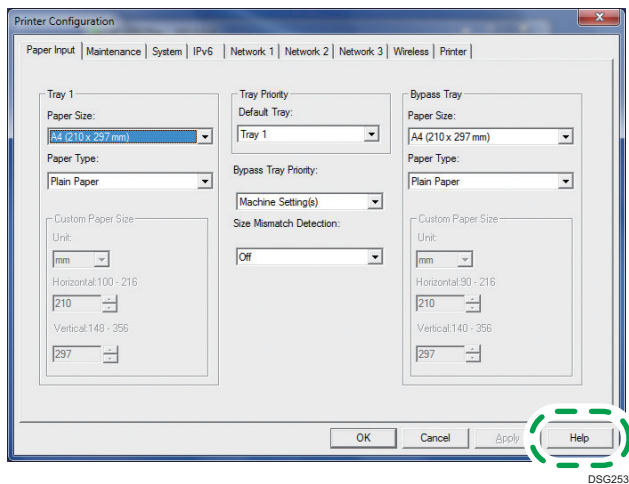 Printer Configuration
Paper Input Maintenance System IPv6 Network 1 Network 2 Network 3 Wireless Printer
Tray 1
Paper Size:
A4 (210 x 297 mm)
Paper Type:
Plain Paper
Custom Paper Size
Unit:
mm
Horizontal:100 - 216
210
Vertical:148 - 356
297
Tray Priority
Default Tray:
Tray 1
Bypass Tray Priority:
Machine Setting(s)
Size Mismatch Detection:
Off
Bypass Tray
Paper Size:
A4 (210 x 297 mm)
Paper Type:
Plain Paper
Custom Paper Size
Unit:
mm
Horizontal:90 - 216
210
Vertical:140 - 356
297
OK Cancel Apply Help
DSG253